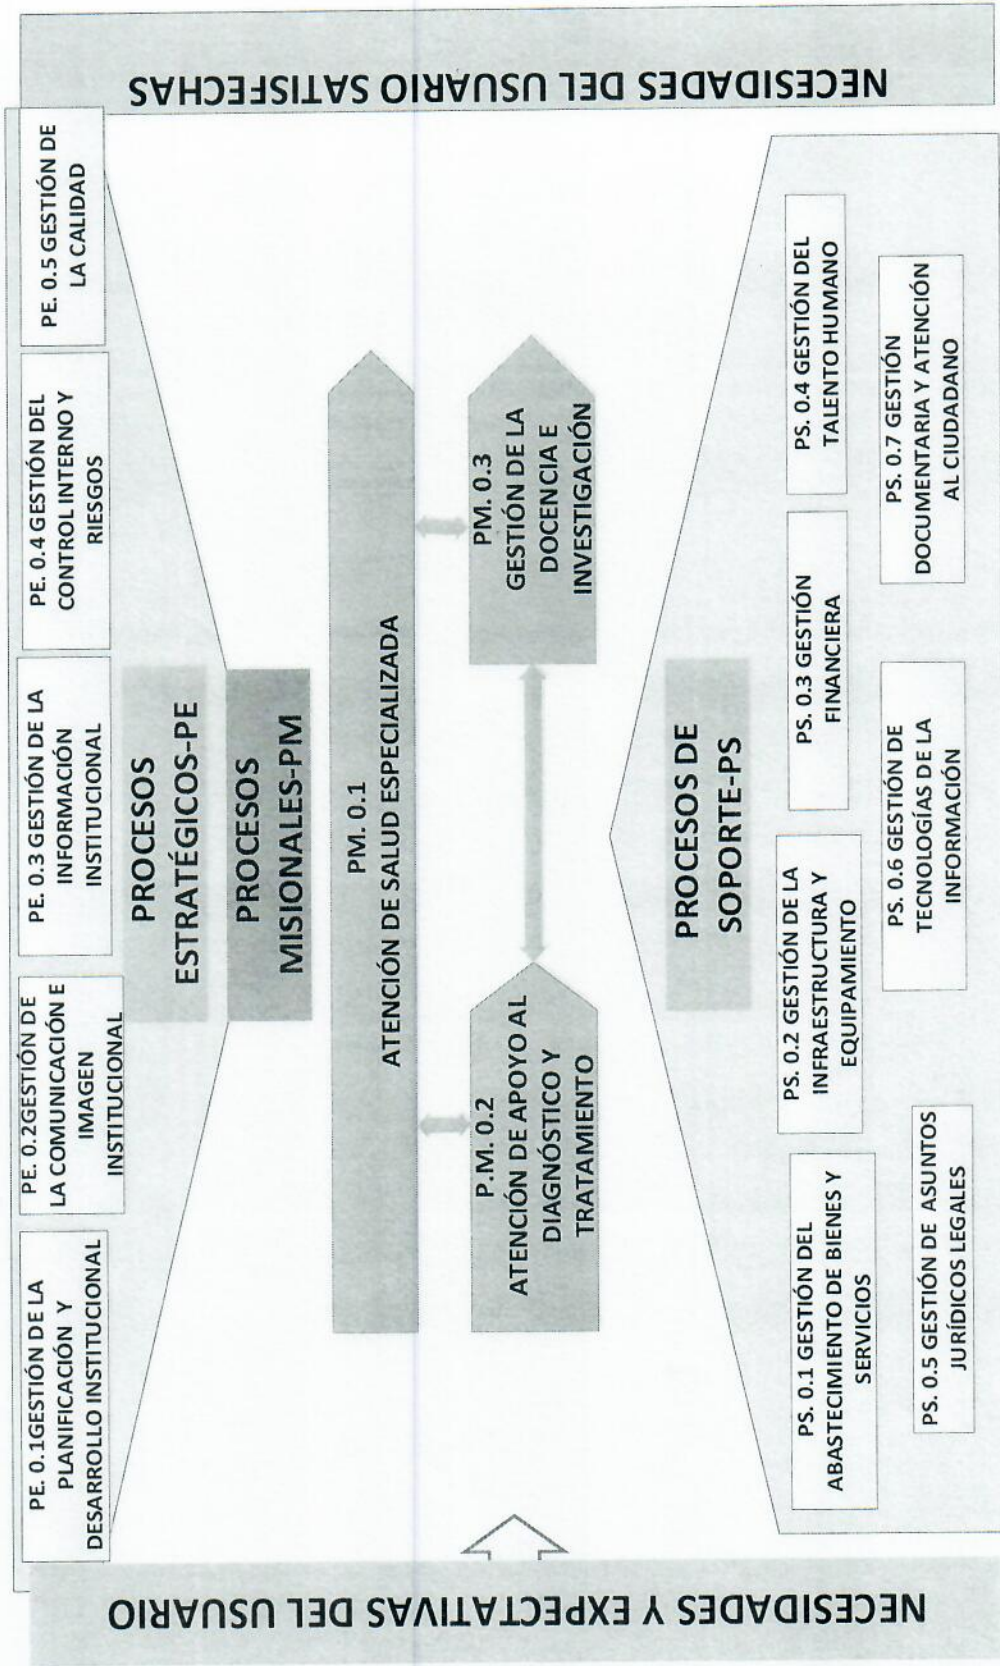 NECESIDADES Y EXPECTATIVAS DEL USUARIO
PE. 0.1GESTIÓN DE LA
PLANIFICACIÓN Y
DESARROLLO INSTITUCIONAL
PE. 0.2GESTIÓN DE
LA COMUNICACIÓN E
IMAGEN
INSTITUCIONAL
PE. 0.3 GESTIÓN DE LA
INFORMACIÓN
INSTITUCIONAL
PE. 0.4 GESTIÓN DEL
CONTROL INTERNO Y
RIESGOS
PE. 0.5 GESTIÓN DE
LA CALIDAD
PROCESOS
ESTRATÉGICOS-PE
PROCESOS
MISIONALES-PM
PM. 0.1
ATENCIÓN DE SALUD ESPECIALIZADA
P.M. 0.2
ATENCIÓN DE APOYO AL
DIAGNÓSTICO Y
TRATAMIENTO
PM. 0.3
GESTIÓN DE LA
DOCENCIA E
INVESTIGACIÓN
PROCESOS DE
SOPORTE-PS
PS. 0.1 GESTIÓN DEL
ABASTECIMIENTO DE BIENES Y
SERVICIOS
PS. 0.2 GESTIÓN DE LA
INFRAESTRUCTURA Y
EQUIPAMIENTO
PS. 0.3 GESTIÓN
FINANCIERA
PS. 0.4 GESTIÓN DEL
TALENTO HUMANO
PS. 0.5 GESTIÓN DE ASUNTOS
JURÍDICOS LEGALES
PS. 0.6 GESTIÓN DE
TECNOLOGÍAS DE LA
INFORMACIÓN
PS. 0.7 GESTIÓN
DOCUMENTARIA Y ATENCIÓN
AL CIUDADANO
NECESIDADES DEL USUARIO SATISFECHAS